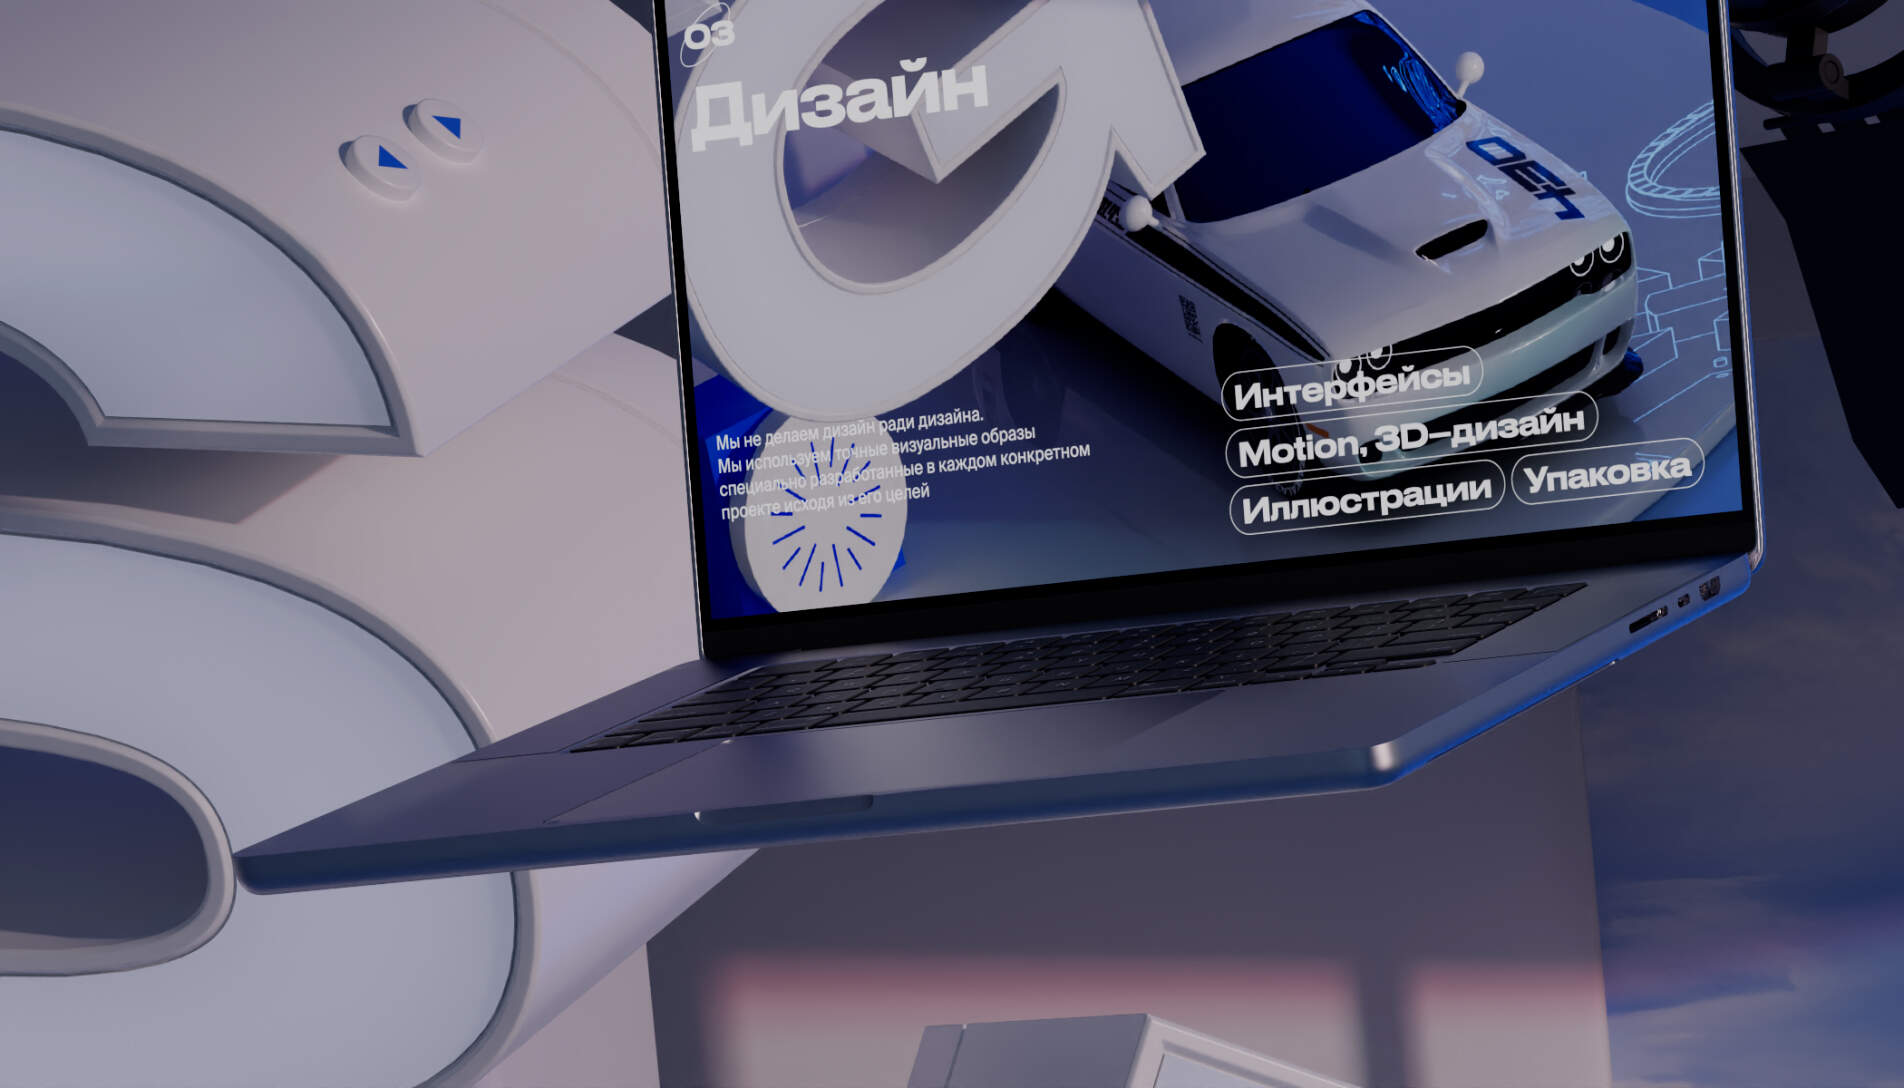 03
Дизайн
Мы не делаем дизайн ради дизайна.
Мы используем точные визуальные образы
специально разработанные в каждом конкретном
проекте исходя из его целей
Интерфейсы
Motion, 3D–дизайн
Иллюстрации
Упаковка